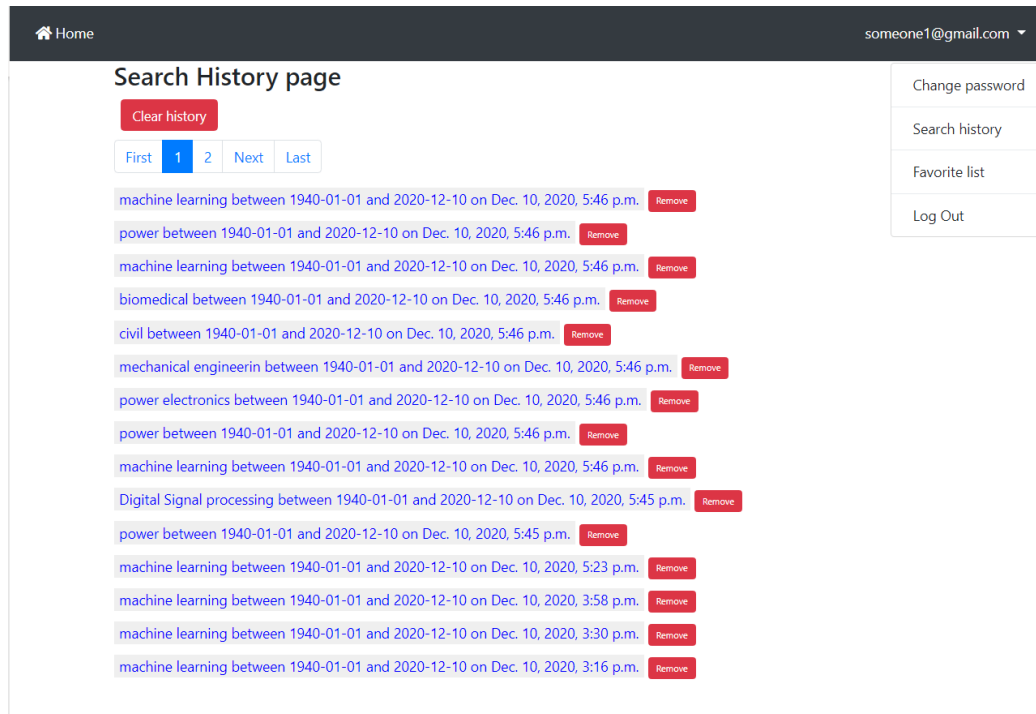 Home
someone1@gmail.com
Search History page
Clear history
First 1 2 Next Last
machine learning between 1940-01-01 and 2020-12-10 on Dec. 10, 2020, 5:46 p.m. Remove
power between 1940-01-01 and 2020-12-10 on Dec. 10, 2020, 5:46 p.m. Remove
machine learning between 1940-01-01 and 2020-12-10 on Dec. 10, 2020, 5:46 p.m. Remove
biomedical between 1940-01-01 and 2020-12-10 on Dec. 10, 2020, 5:46 p.m. Remove
civil between 1940-01-01 and 2020-12-10 on Dec. 10, 2020, 5:46 p.m. Remove
mechanical engineerin between 1940-01-01 and 2020-12-10 on Dec. 10, 2020, 5:46 p.m. Remove
power electronics between 1940-01-01 and 2020-12-10 on Dec. 10, 2020, 5:46 p.m. Remove
power between 1940-01-01 and 2020-12-10 on Dec. 10, 2020, 5:46 p.m. Remove
machine learning between 1940-01-01 and 2020-12-10 on Dec. 10, 2020, 5:46 p.m. Remove
Digital Signal processing between 1940-01-01 and 2020-12-10 on Dec. 10, 2020, 5:45 p.m. Remove
power between 1940-01-01 and 2020-12-10 on Dec. 10, 2020, 5:45 p.m. Remove
machine learning between 1940-01-01 and 2020-12-10 on Dec. 10, 2020, 5:23 p.m. Remove
machine learning between 1940-01-01 and 2020-12-10 on Dec. 10, 2020, 3:58 p.m. Remove
machine learning between 1940-01-01 and 2020-12-10 on Dec. 10, 2020, 3:30 p.m. Remove
machine learning between 1940-01-01 and 2020-12-10 on Dec. 10, 2020, 3:16 p.m. Remove
Change password
Search history
Favorite list
Log Out